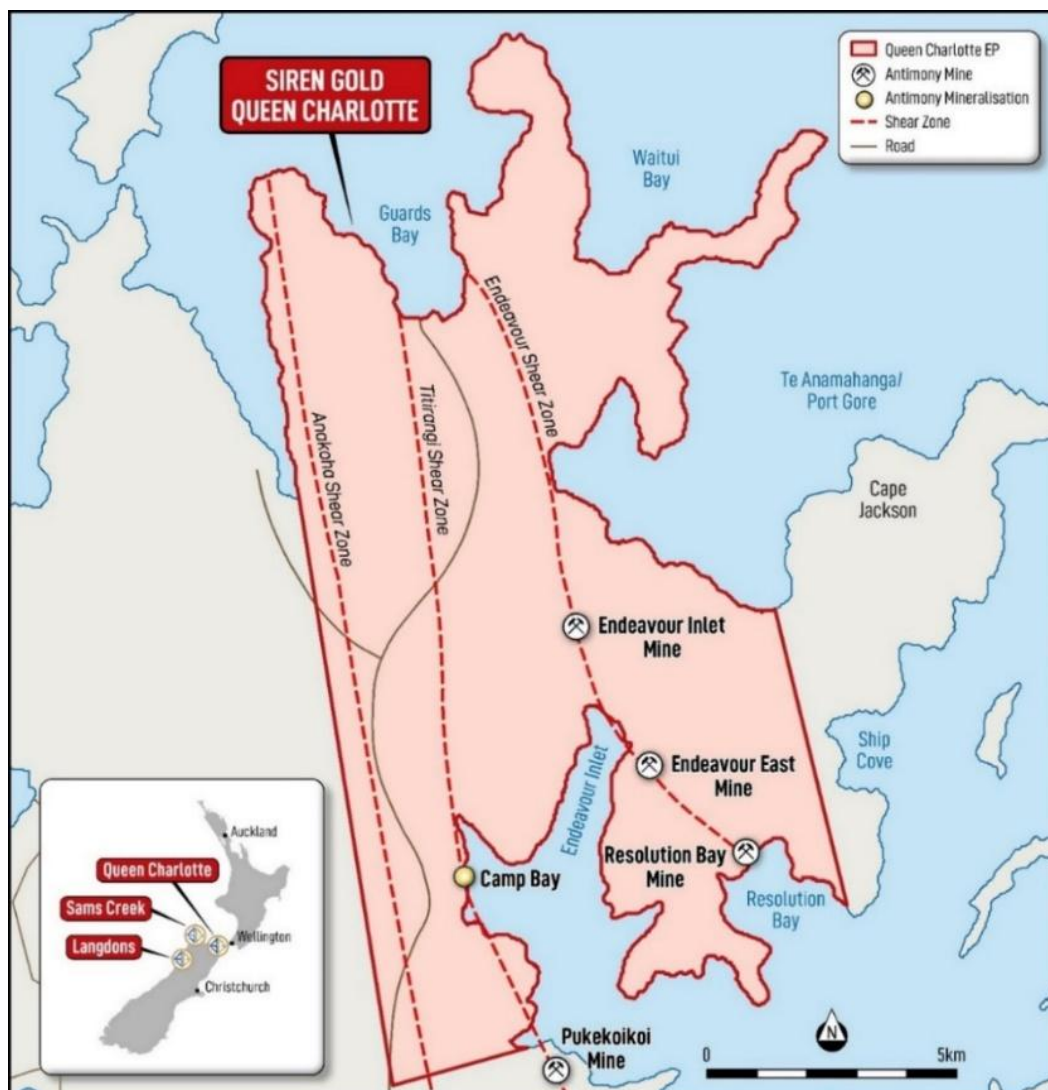 SIREN GOLD
QUEEN CHARLOTTE
Queen Charlotte EP
Antimony Mine
Antimony Mineralisation
Shear Zone
Road
Waitui
Bay
Guards
Bay
Endeavour Shear Zone
Te Anamahanga/
Port Gore
Titirangi Shear Zone
Anakoha Shear Zone
Cape
Jackson
Endeavour Inlet
Mine
Ship
Cove
Endeavour East
Mine
Endeavour Inlet
Resolution Bay
Mine
Camp Bay
Resolution
Bay
Auckland
Queen Charlotte
Sams Creek
Wellington
Langdons
Christchurch
Pukekoikoi
Mine
N
0
5km